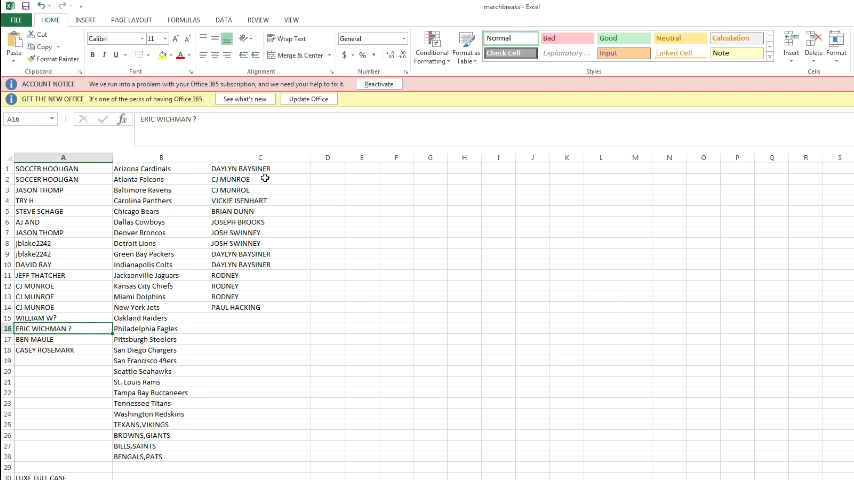 marchbreaks - Excel
FILE HOME INSERT PAGE LAYOUT FORMULAS DATA REVIEW VIEW
Paste
Cut
Copy
Format Painter
Clipboard
Calibri 11
B I U
Font
Wrap Text
Merge & Center
Alignment
General
$ % ,
Number
Conditional Formatting
Format as Table
Normal Bad Good Neutral Calculation
Check Cell Explanatory ... Input Linked Cell Note
Styles
Insert Delete Format
Cells
ACCOUNT NOTICE We've run into a problem with your Office 365 subscription, and we need your help to fix it. Reactivate
GET THE NEW OFFICE It's one of the perks of having Office 365. See what's new Update Office
A16 fx ERIC WICHMAN ?
A B C D E F G H I J K L M N O P Q R S
1 SOCCER HOOLIGAN Arizona Cardinals DAYLYN BAYSINER
2 SOCCER HOOLIGAN Atlanta Falcons CJ MUNROE
3 JASON THOMP Baltimore Ravens CJ MUNROE
4 TRY H Carolina Panthers VICKIE ISENHART
5 STEVE SCHAGE Chicago Bears BRIAN DUNN
6 AJ AND Dallas Cowboys JOSEPH BROOKS
7 JASON THOMP Denver Broncos JOSH SWINNEY
8 jblake2242 Detroit Lions JOSH SWINNEY
9 jblake2242 Green Bay Packers DAYLYN BAYSINER
10 DAVID RAY Indianapolis Colts DAYLYN BAYSINER
11 JEFF THATCHER Jacksonville Jaguars RODNEY
12 CJ MUNROE Kansas City Chiefs RODNEY
13 CJ MUNROE Miami Dolphins RODNEY
14 CJ MUNROE New York Jets PAUL HACKING
15 WILLIAM W? Oakland Raiders
16 ERIC WICHMAN ? Philadelphia Eagles
17 BEN MAULE Pittsburgh Steelers
18 CASEY ROSEMARK San Diego Chargers
19 San Francisco 49ers
20 Seattle Seahawks
21 St. Louis Rams
22 Tampa Bay Buccaneers
23 Tennessee Titans
24 Washington Redskins
25 TEXANS,VIKINGS
26 BROWNS,GIANTS
27 BILLS,SAINTS
28 BENGALS,PATS
29
30 LUXE FULL CASE